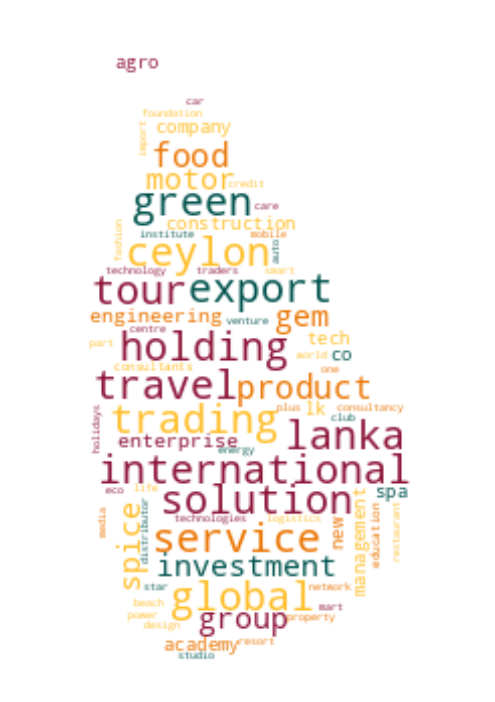 agro
car
foundation
import
company
food
motor
credit
green
care
fashion
construction
institute
mobile
ceylon
auto
technology
traders
smart
tour
export
engineering
venture
gem
centre
part
holding
tech
world
co
consultants
one
travel
product
holidays
trading
plus
lk
consultancy
club
enterprise
lanka
energy
international
eco
life
solution
spa
media
spice
distributor
technologies
logistics
new
management
education
restaurant
service
investment
star
network
global
beach
mart
power
group
property
design
academy
resort
studio